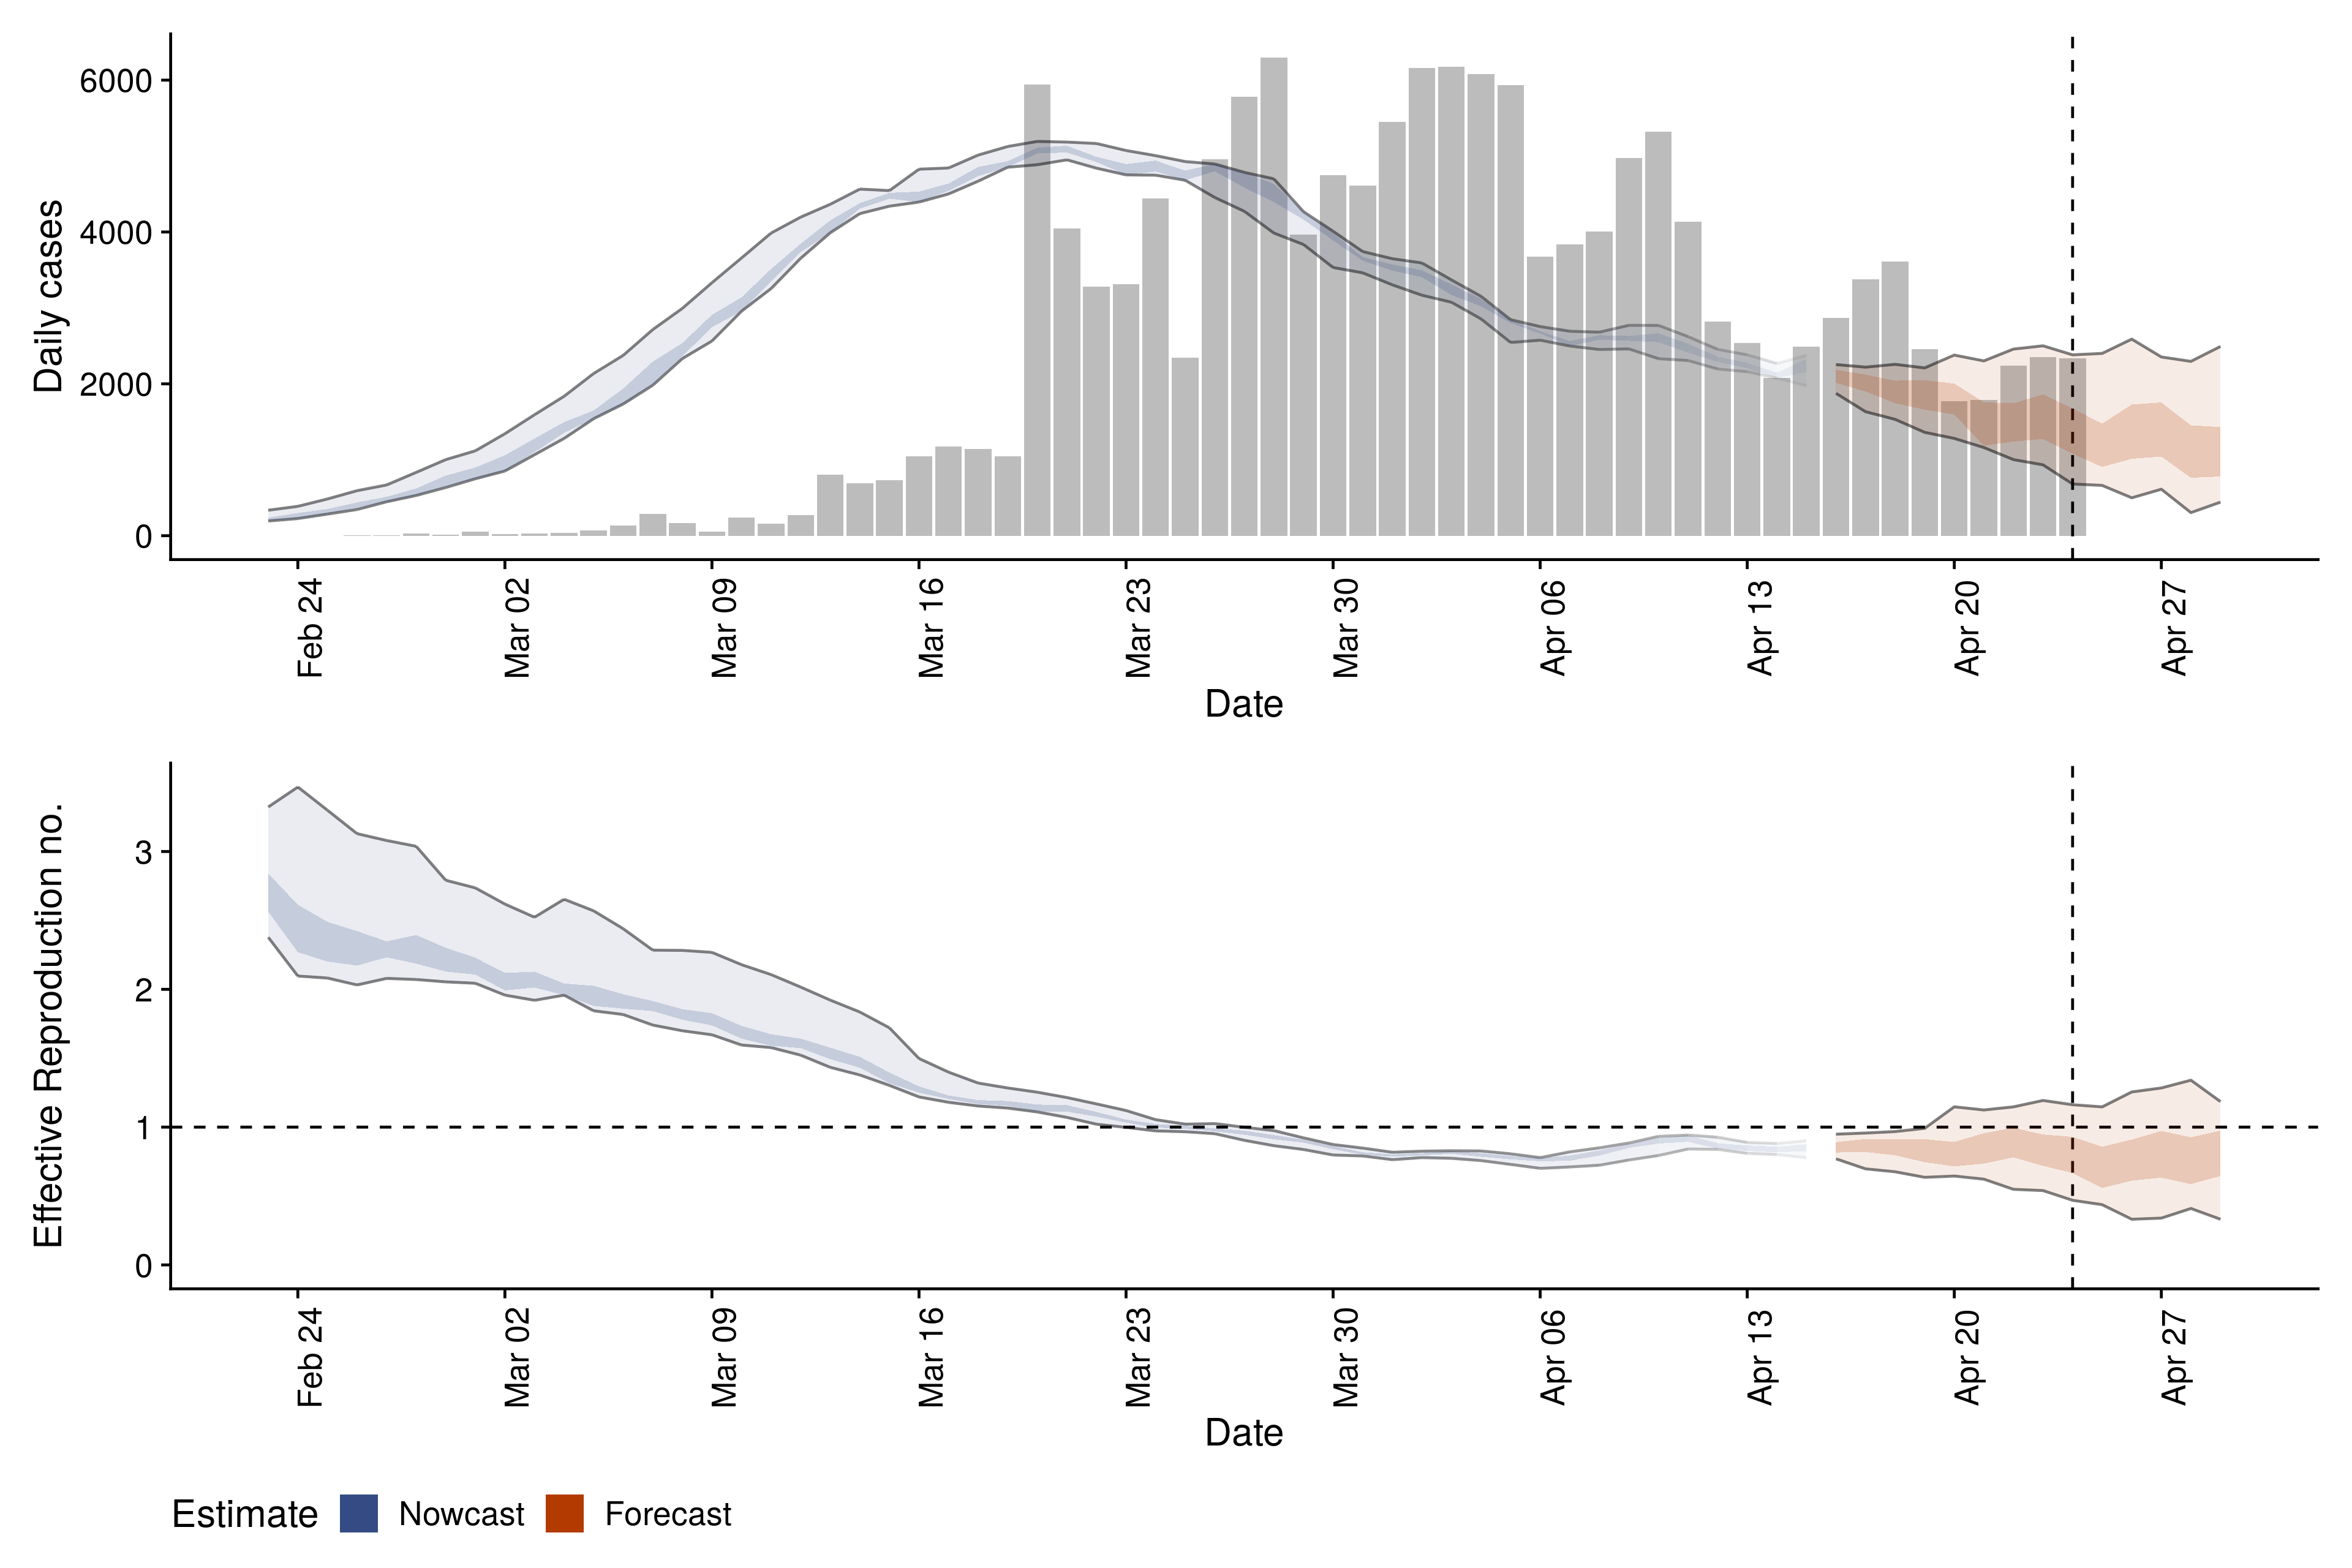 Daily cases
6000
4000
2000
0
Feb 24 Mar 02 Mar 09 Mar 16 Mar 23 Mar 30 Apr 06 Apr 13 Apr 20 Apr 27
Date
Effective Reproduction no.
3
2
1
0
Feb 24 Mar 02 Mar 09 Mar 16 Mar 23 Mar 30 Apr 06 Apr 13 Apr 20 Apr 27
Date
Estimate Nowcast Forecast